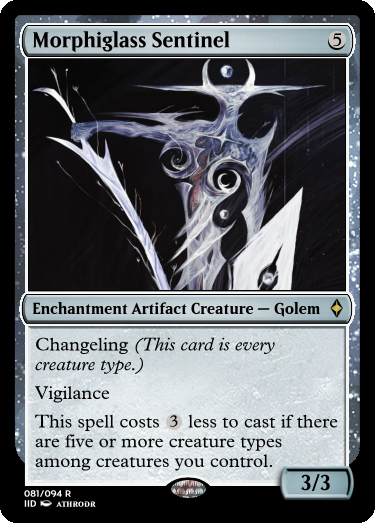 Morphiglass Sentinel 5
Enchantment Artifact Creature — Golem
Changeling (This card is every
creature type.)
Vigilance
This spell costs 3 less to cast if there
are five or more creature types
among creatures you control.
3/3
081/094 R
IID ATHRODR